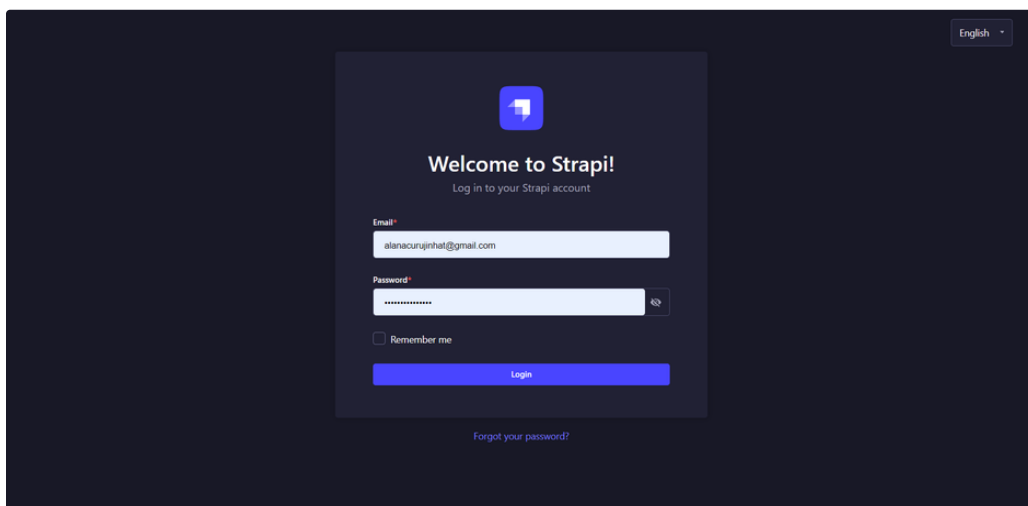 English
Welcome to Strapi!
Log in to your Strapi account
Email*
alanacurujinhat@gmail.com
Password*
•••••••••••••••
Remember me
Login
Forgot your password?